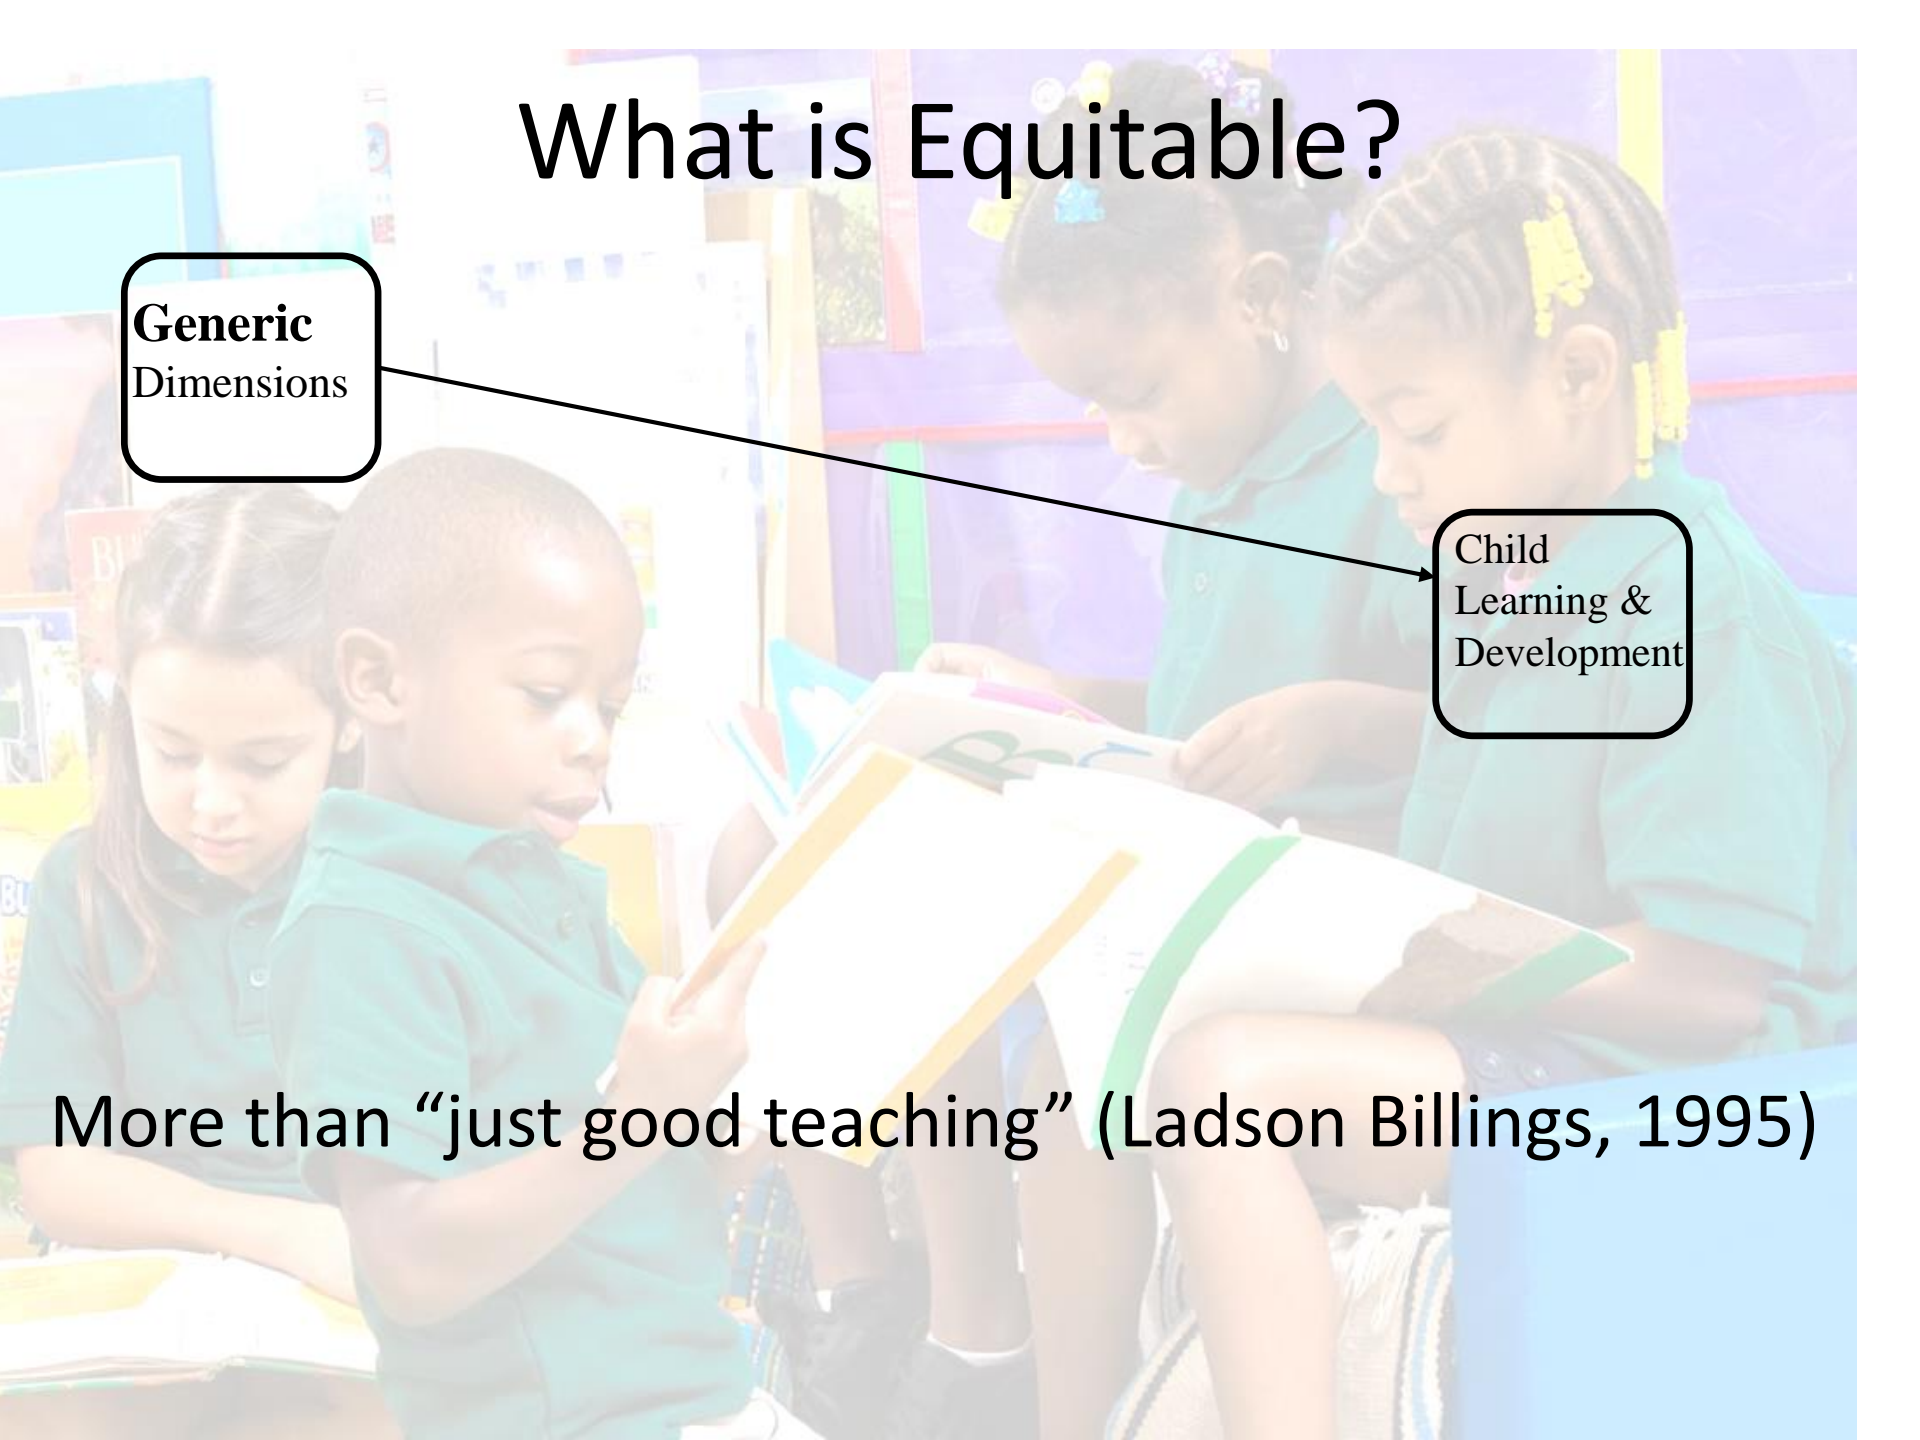 What is Equitable?
Generic
Dimensions
Child
Learning &
Development
More than “just good teaching” (Ladson Billings, 1995)